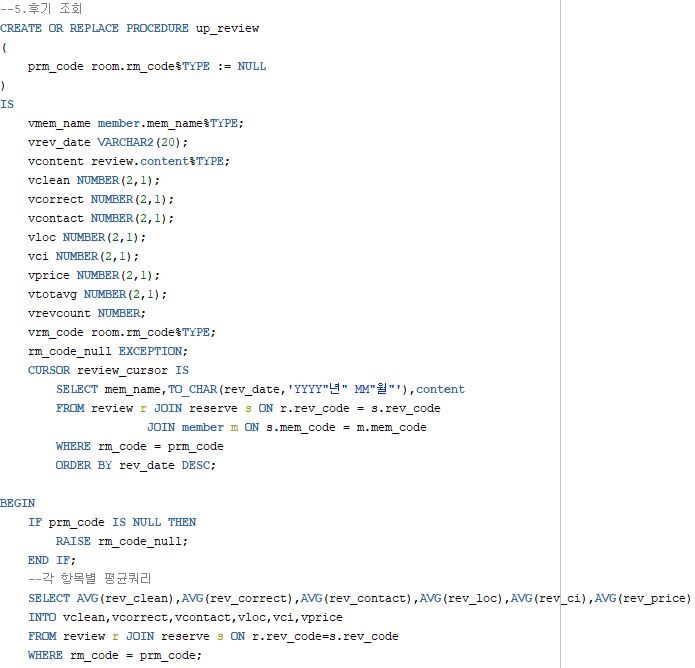 --5.후기 조회
CREATE OR REPLACE PROCEDURE up_review
(
    prm_code room.rm_code%TYPE := NULL
)
IS
    vmem_name member.mem_name%TYPE;
    vrev_date VARCHAR2(20);
    vcontent review.content%TYPE;
    vclean NUMBER(2,1);
    vcorrect NUMBER(2,1);
    vcontact NUMBER(2,1);
    vloc NUMBER(2,1);
    vci NUMBER(2,1);
    vprice NUMBER(2,1);
    vtotavg NUMBER(2,1);
    vrevcount NUMBER;
    vrm_code room.rm_code%TYPE;
    rm_code_null EXCEPTION;
    CURSOR review_cursor IS
        SELECT mem_name,TO_CHAR(rev_date,'YYYY"년" MM"월"'),content
        FROM review r JOIN reserve s ON r.rev_code = s.rev_code
                     JOIN member m ON s.mem_code = m.mem_code
        WHERE rm_code = prm_code
        ORDER BY rev_date DESC;
BEGIN
    IF prm_code IS NULL THEN
        RAISE rm_code_null;
    END IF;
    --각 항목별 평균쿼리
    SELECT AVG(rev_clean),AVG(rev_correct),AVG(rev_contact),AVG(rev_loc),AVG(rev_ci),AVG(rev_price)
    INTO vclean,vcorrect,vcontact,vloc,vci,vprice
    FROM review r JOIN reserve s ON r.rev_code=s.rev_code
    WHERE rm_code = prm_code;